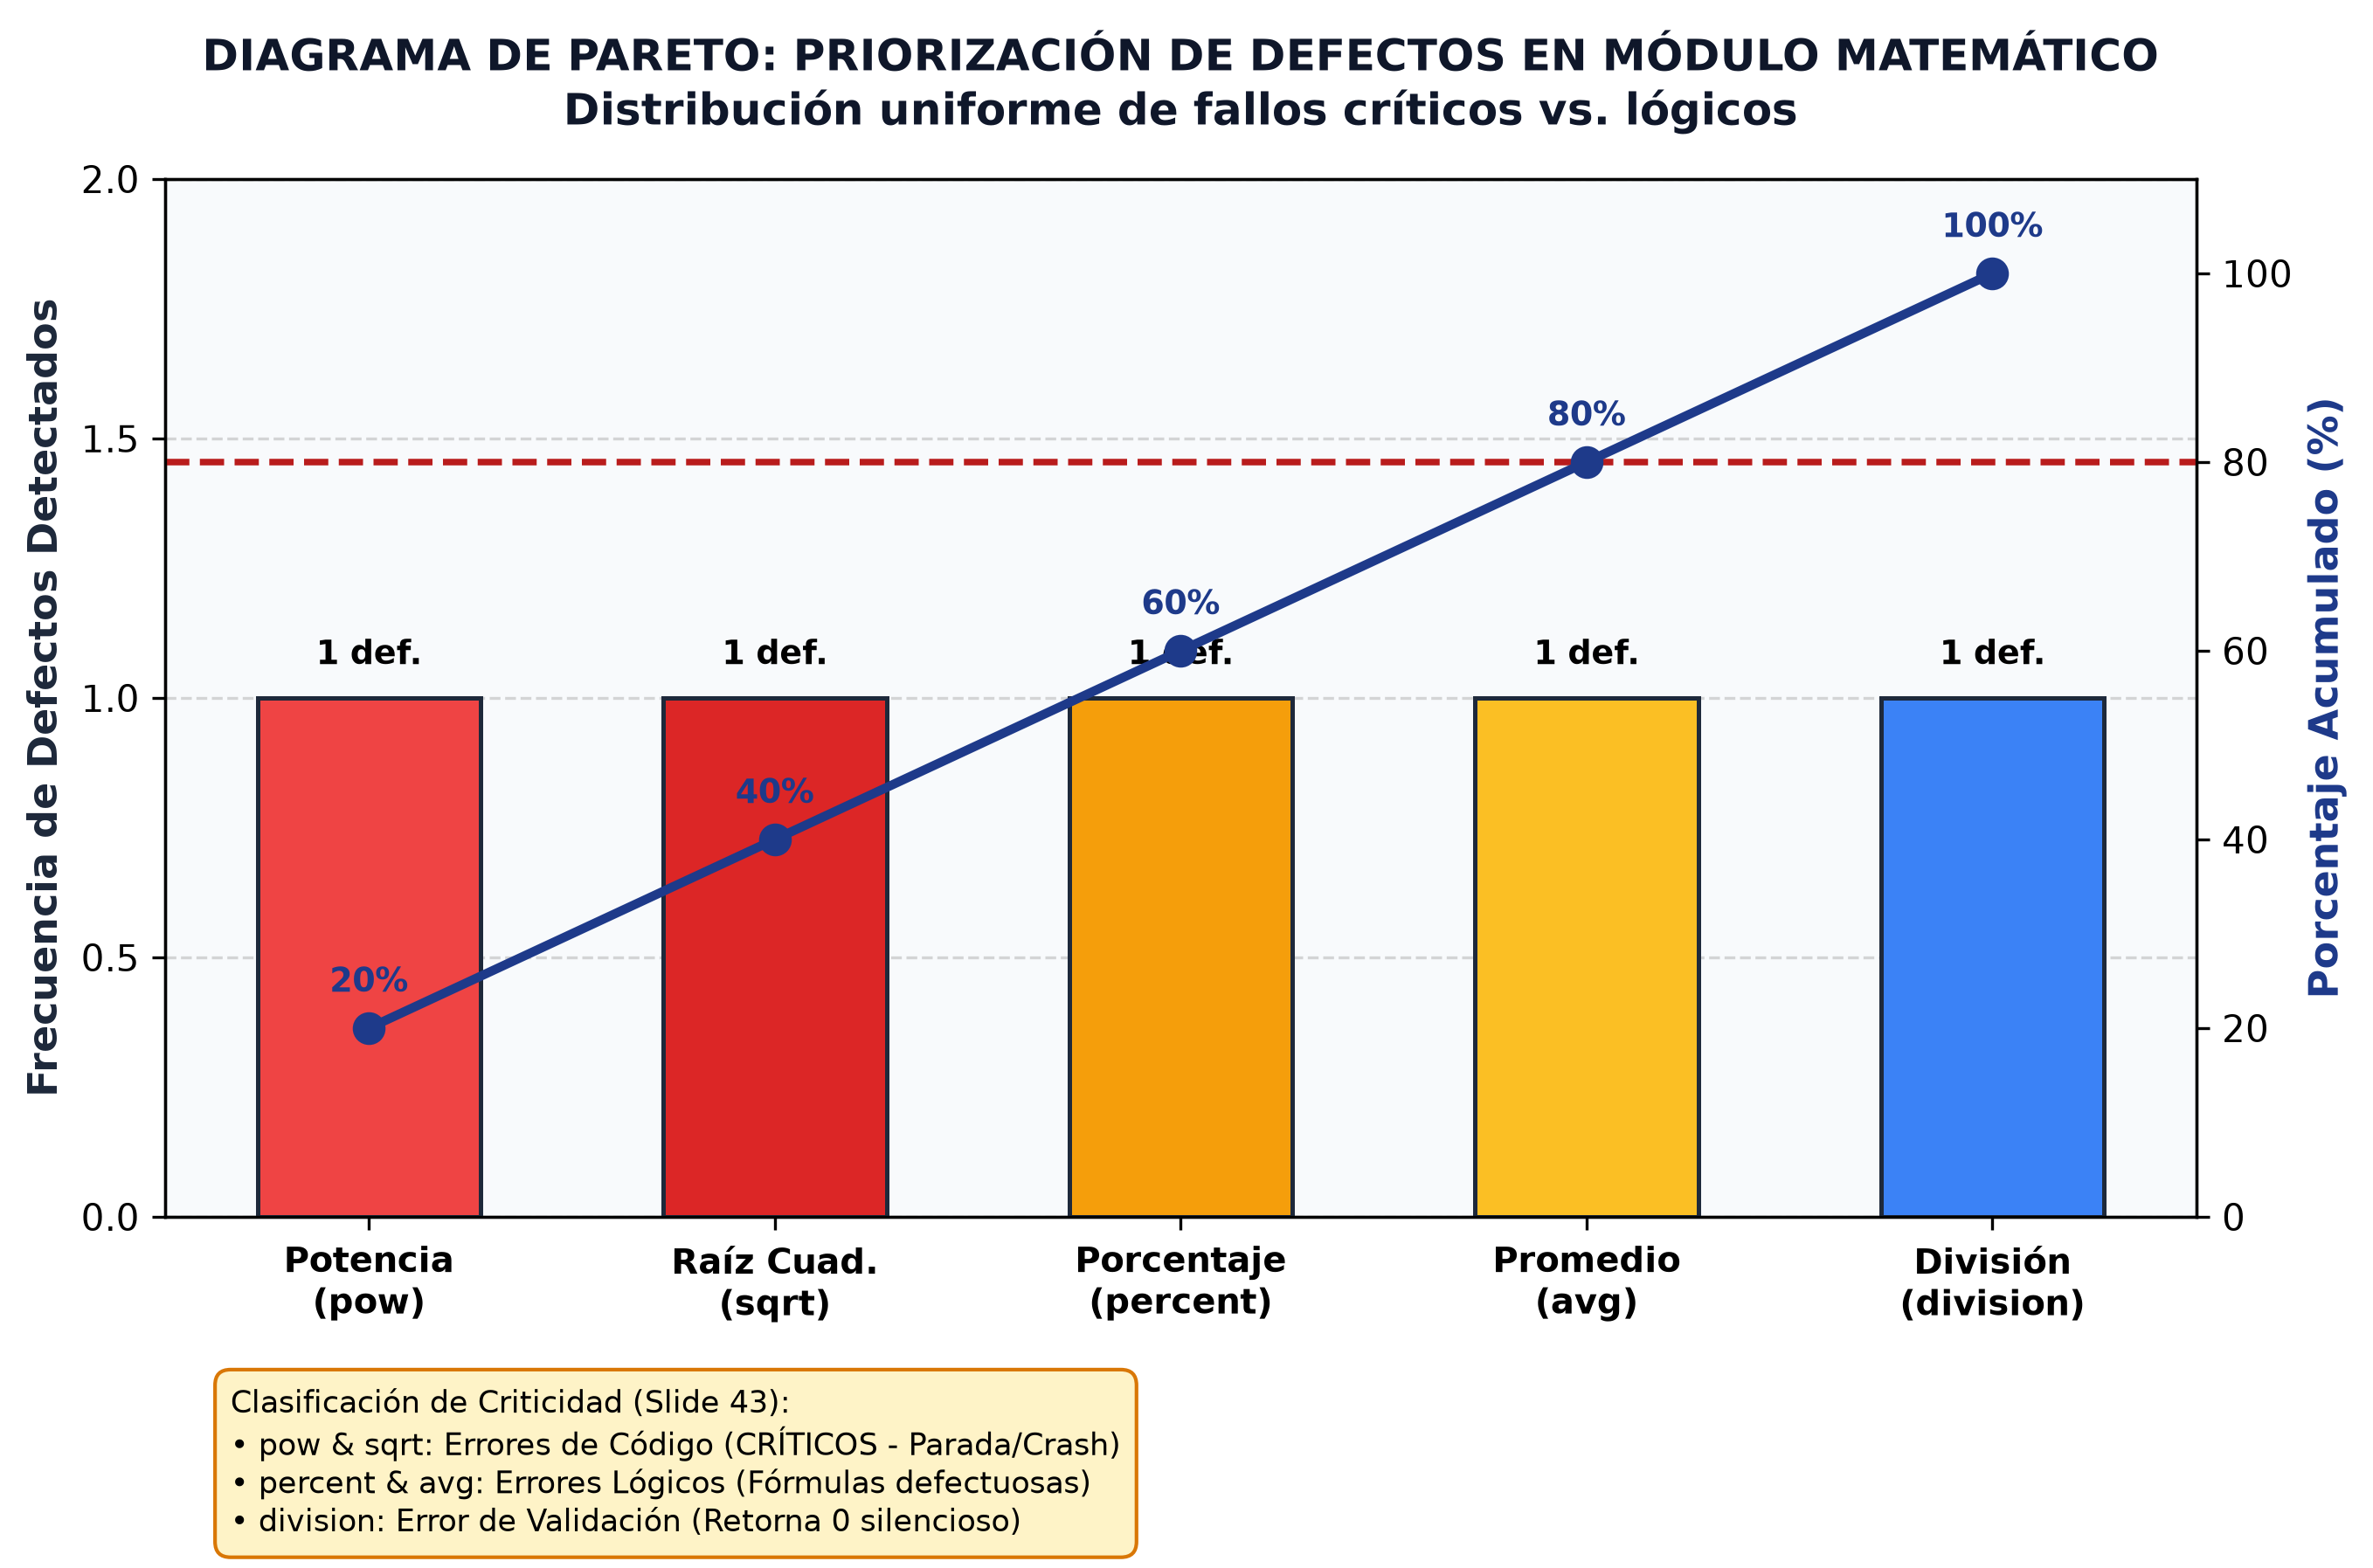 DIAGRAMA DE PARETO: PRIORIZACIÓN DE DEFECTOS EN MÓDULO MATEMÁTICO
Distribución uniforme de fallos críticos vs. lógicos
Frecuencia de Defectos Detectados
2.0
1.5
1.0
0.5
0.0
1 def.
1 def.
1 def.
1 def.
1 def.
20%
40%
60%
80%
100%
100
80
60
40
20
0
Porcentaje Acumulado (%)
Potencia
(pow)
Raíz Cuad.
(sqrt)
Porcentaje
(percent)
Promedio
(avg)
División
(division)
Clasificación de Criticidad (Slide 43):
• pow & sqrt: Errores de Código (CRÍTICOS - Parada/Crash)
• percent & avg: Errores Lógicos (Fórmulas defectuosas)
• division: Error de Validación (Retorna 0 silencioso)